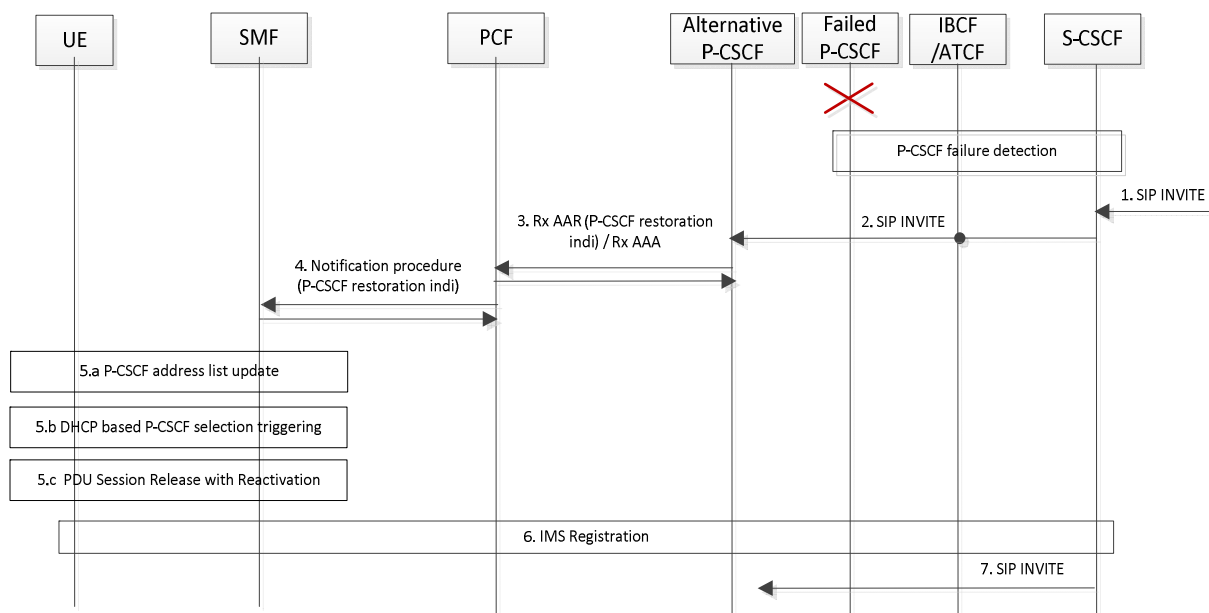 UE
SMF
PCF
Alternative
P-CSCF
Failed
P-CSCF
IBCF
/ATCF
S-CSCF
P-CSCF failure detection
1. SIP INVITE
2. SIP INVITE
3. Rx AAR (P-CSCF restoration
indi) / Rx AAA
4. Notification procedure
(P-CSCF restoration indi)
5.a P-CSCF address list update
5.b DHCP based P-CSCF selection triggering
5.c PDU Session Release with Reactivation
6. IMS Registration
7. SIP INVITE